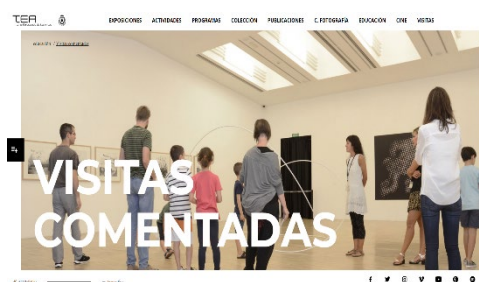 TEA
EXPOSICIONES ACTIVIDADES PROGRAMAS COLECCIÓN PUBLICACIONES C. FOTOGRAFÍA EDUCACIÓN CINE VISITAS
VISITAS
COMENTADAS